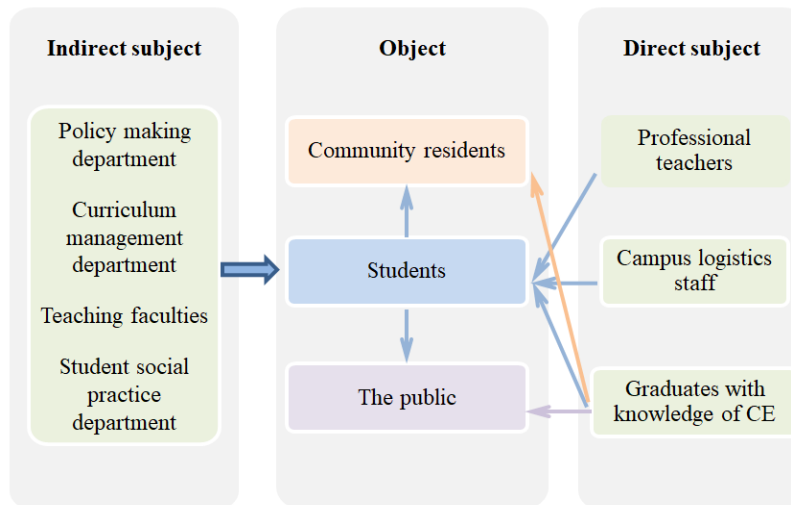 Indirect subject
Policy making
department
Curriculum
management
department
Teaching faculties
Student social
practice
department
Object
Community residents
Students
The public
Direct subject
Professional
teachers
Campus logistics
staff
Graduates with
knowledge of CE